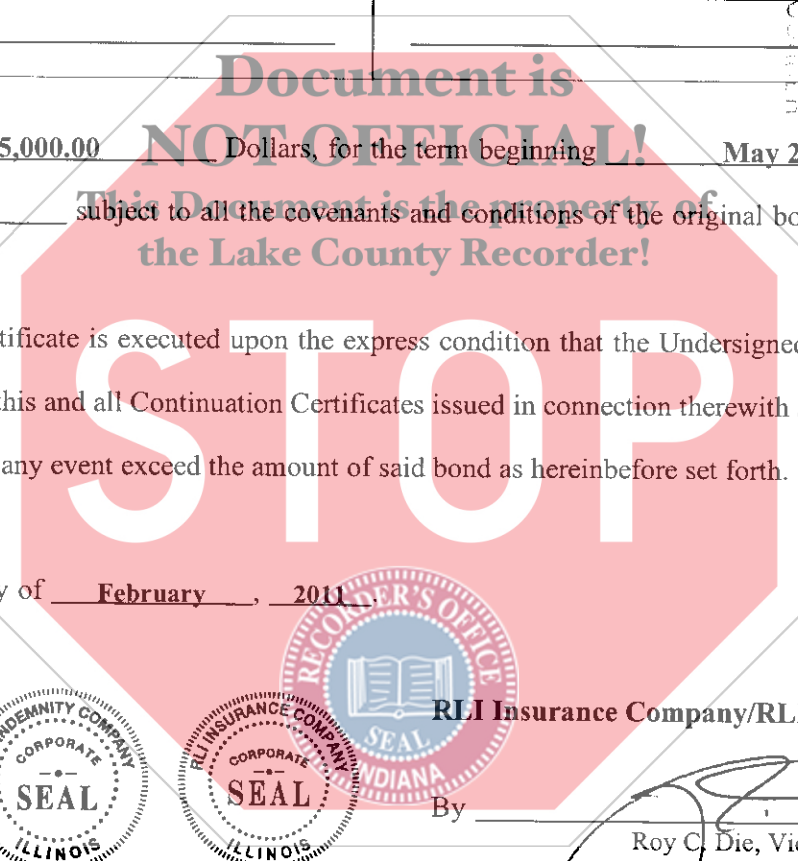 Document is
NOT OFFICIAL!
5,000.00 Dollars, for the term beginning May 2
This Document is the property of
subject to all the covenants and conditions of the original bo
the Lake County Recorder!
tificate is executed upon the express condition that the Undersigned
this and all Continuation Certificates issued in connection therewith
any event exceed the amount of said bond as hereinbefore set forth.
STOP
y of February, 2011.
RECORDER'S OFFICE
SEAL
INDIANA
NDEMNITY COMPANY
CORPORATE
SEAL
ILLINOIS
RLI INSURANCE COMPANY
CORPORATE
SEAL
ILLINOIS
RLI Insurance Company/RL
By
Roy C. Die, Vic